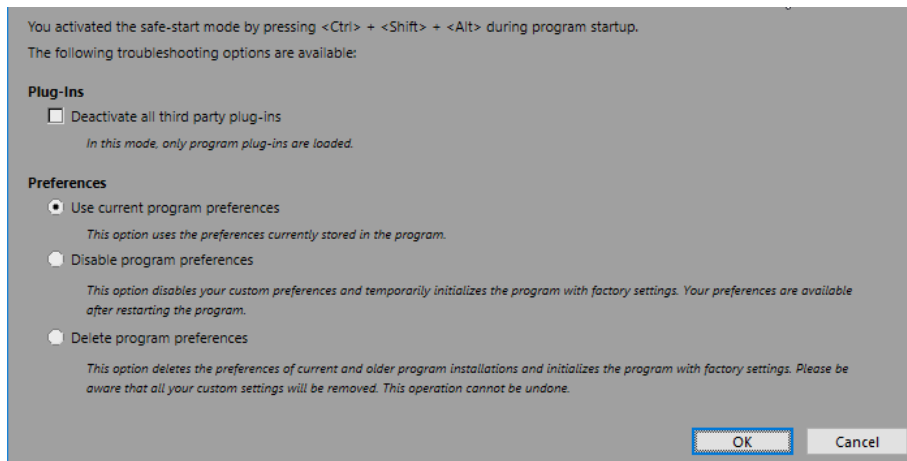 You activated the safe-start mode by pressing <Ctrl> + <Shift> + <Alt> during program startup.
The following troubleshooting options are available:
Plug-Ins
Deactivate all third party plug-ins
In this mode, only program plug-ins are loaded.
Preferences
Use current program preferences
This option uses the preferences currently stored in the program.
Disable program preferences
This option disables your custom preferences and temporarily initializes the program with factory settings. Your preferences are available
after restarting the program.
Delete program preferences
This option deletes the preferences of current and older program installations and initializes the program with factory settings. Please be
aware that all your custom settings will be removed. This operation cannot be undone.
OK Cancel